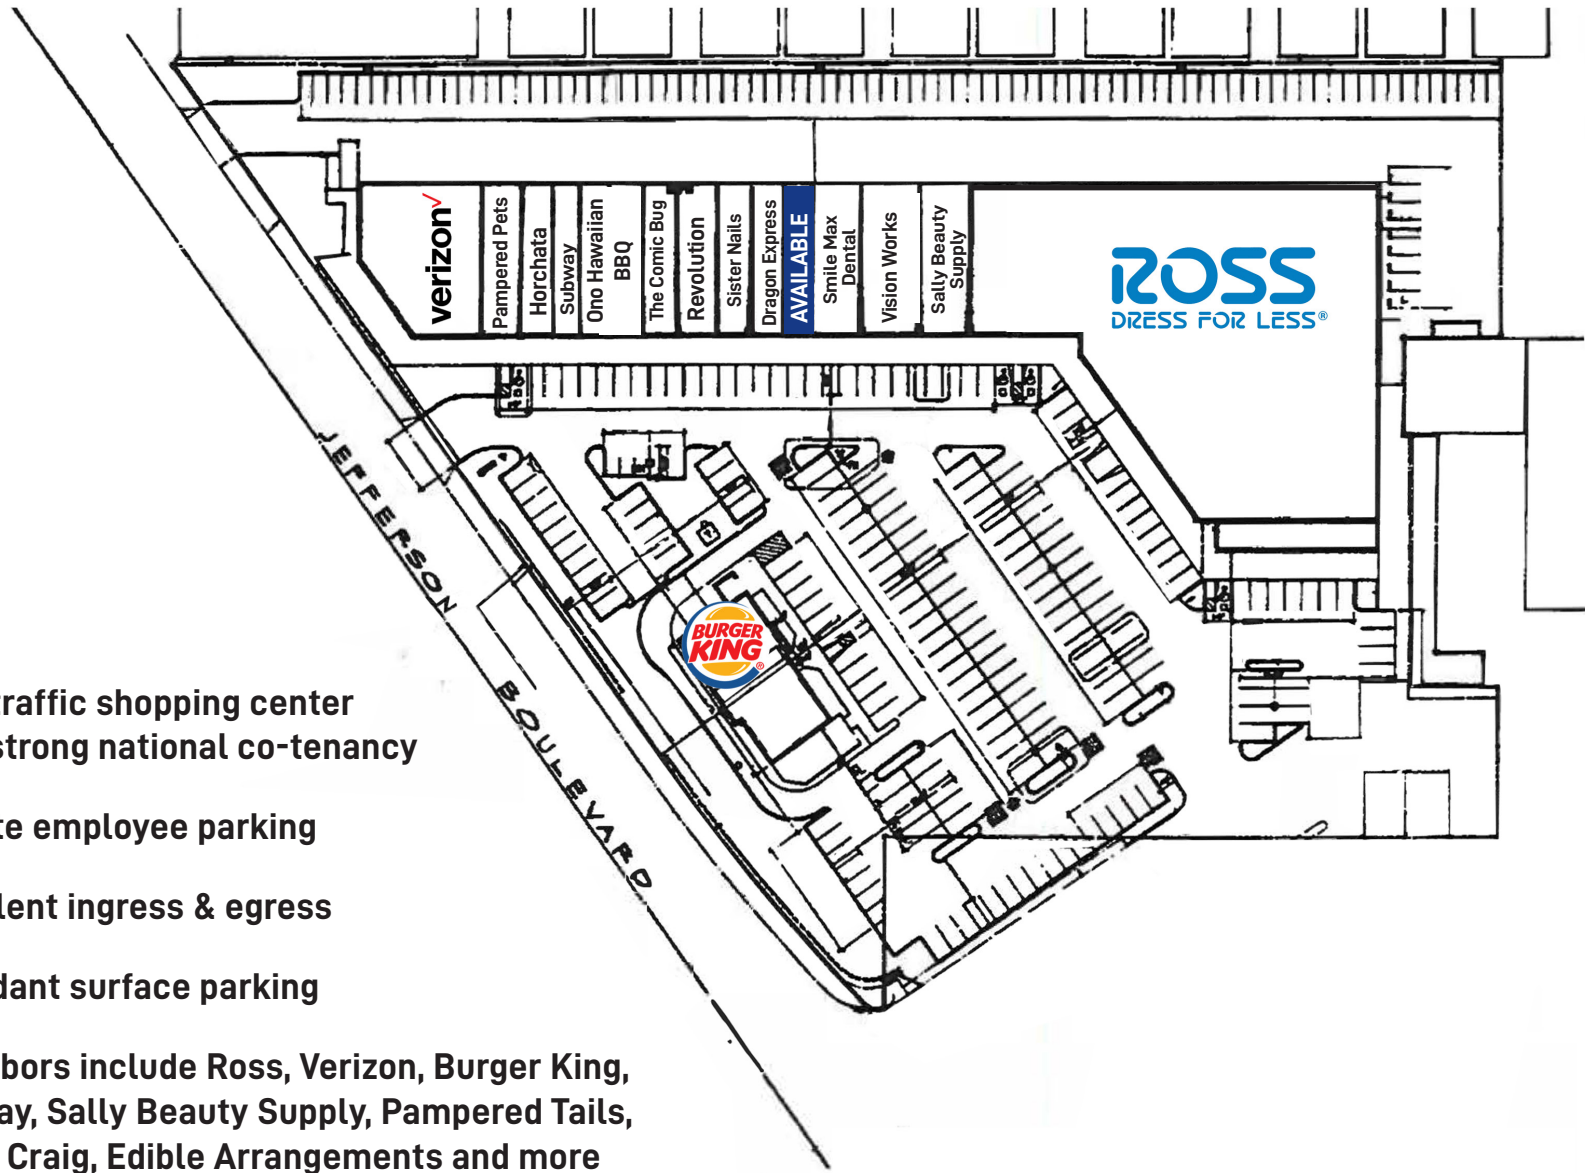 verizon
Pampered Pets
Horchata
Subway
Ono Hawaiian
BBQ
The Comic Bug
Revolution
Sister Nails
Dragon Express
AVAILABLE
Smile Max
Dental
Vision Works
Sally Beauty
Supply
ROSS
DRESS FOR LESS®
JEFFERSON BOULEVARD
BURGER
KING®
traffic shopping center
strong national co-tenancy
te employee parking
lent ingress & egress
dant surface parking
bors include Ross, Verizon, Burger King,
ay, Sally Beauty Supply, Pampered Tails,
Craig, Edible Arrangements and more